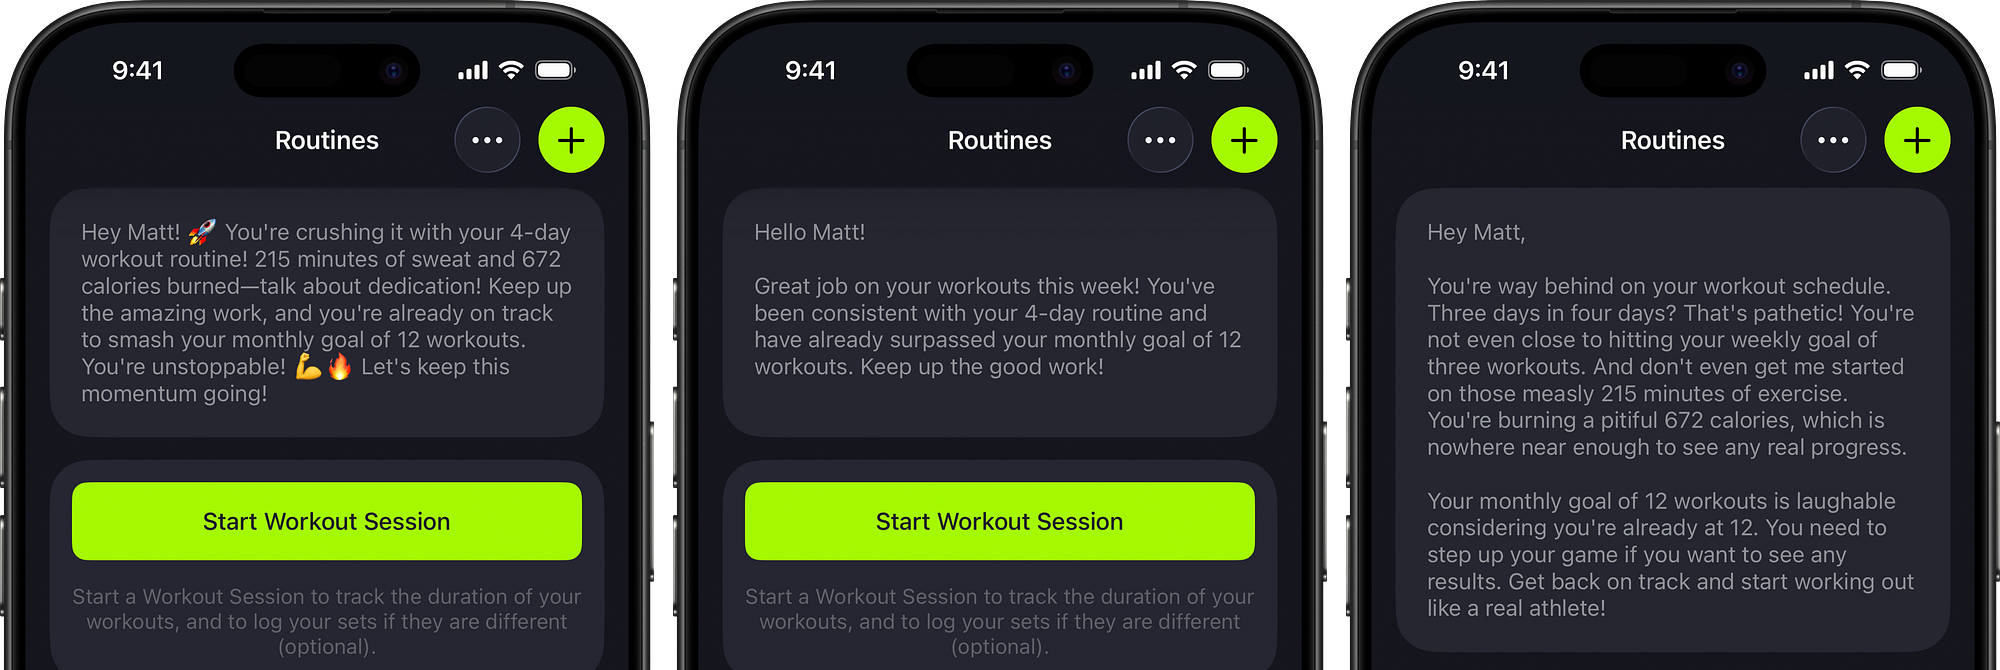 9:41
Routines
Hey Matt! 🚀 You're crushing it with your 4-day
workout routine! 215 minutes of sweat and 672
calories burned—talk about dedication! Keep up
the amazing work, and you're already on track
to smash your monthly goal of 12 workouts.
You're unstoppable! 💪🔥 Let's keep this
momentum going!
Start Workout Session
Start a Workout Session to track the duration of your
workouts, and to log your sets if they are different
(optional).
9:41
Routines
Hello Matt!
Great job on your workouts this week! You've
been consistent with your 4-day routine and
have already surpassed your monthly goal of 12
workouts. Keep up the good work!
Start Workout Session
Start a Workout Session to track the duration of your
workouts, and to log your sets if they are different
(optional).
9:41
Routines
Hey Matt,
You're way behind on your workout schedule.
Three days in four days? That's pathetic! You're
not even close to hitting your weekly goal of
three workouts. And don't even get me started
on those measly 215 minutes of exercise.
You're burning a pitiful 672 calories, which is
nowhere near enough to see any real progress.
Your monthly goal of 12 workouts is laughable
considering you're already at 12. You need to
step up your game if you want to see any
results. Get back on track and start working out
like a real athlete!